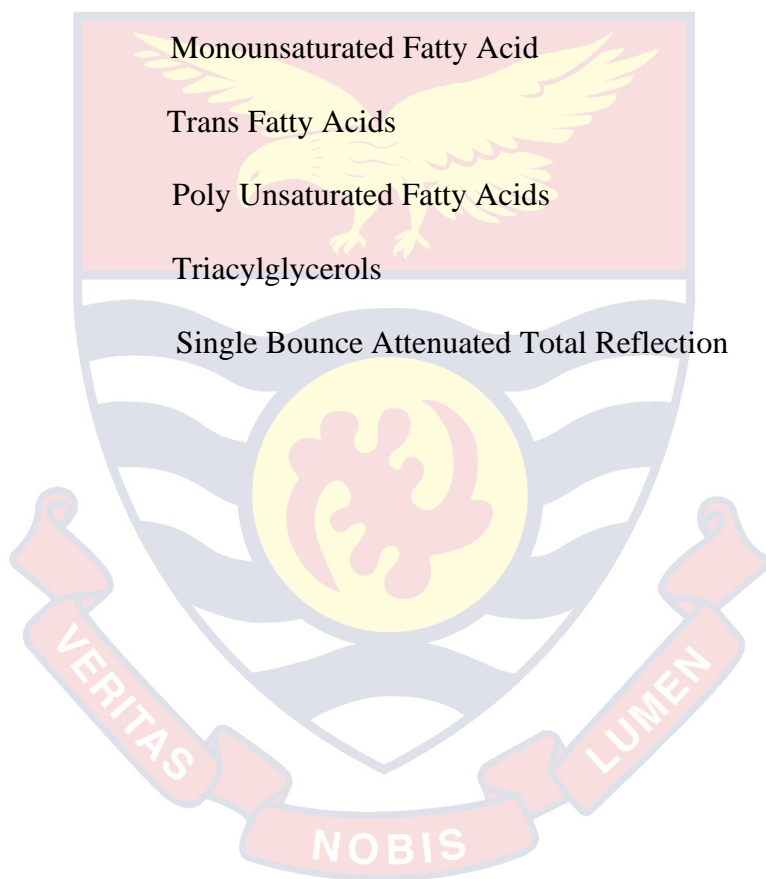 Monounsaturated Fatty Acid
Trans Fatty Acids
Poly Unsaturated Fatty Acids
Triacylglycerols
Single Bounce Attenuated Total Reflection
VERITAS
NOBIS
LUMEN